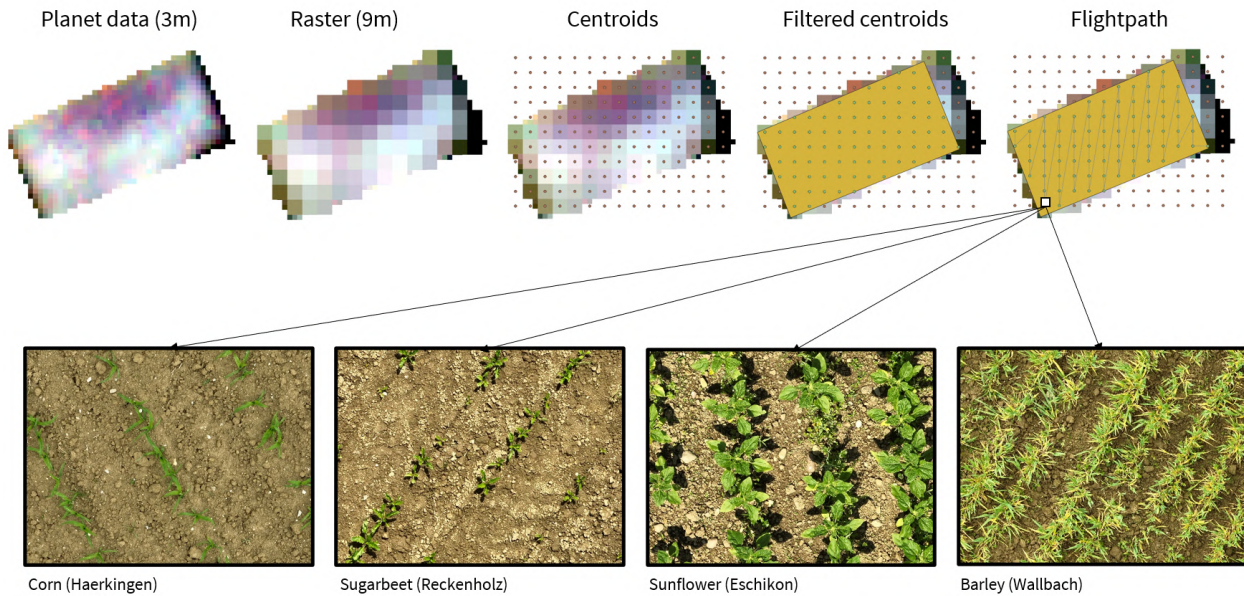 Planet data (3m)
Raster (9m)
Centroids
Filtered centroids
Flightpath
Corn (Haerkingen)
Sugarbeet (Reckenholz)
Sunflower (Eschikon)
Barley (Wallbach)